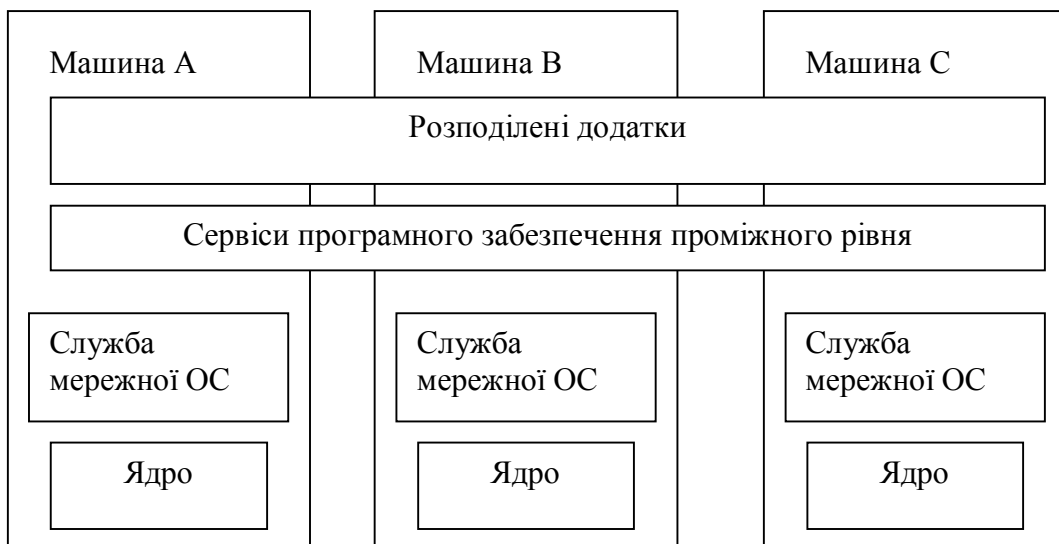 Машина А
Машина В
Машина С
Розподілені додатки
Сервіси програмного забезпечення проміжного рівня
Служба
мережної ОС
Служба
мережної ОС
Служба
мережної ОС
Ядро
Ядро
Ядро